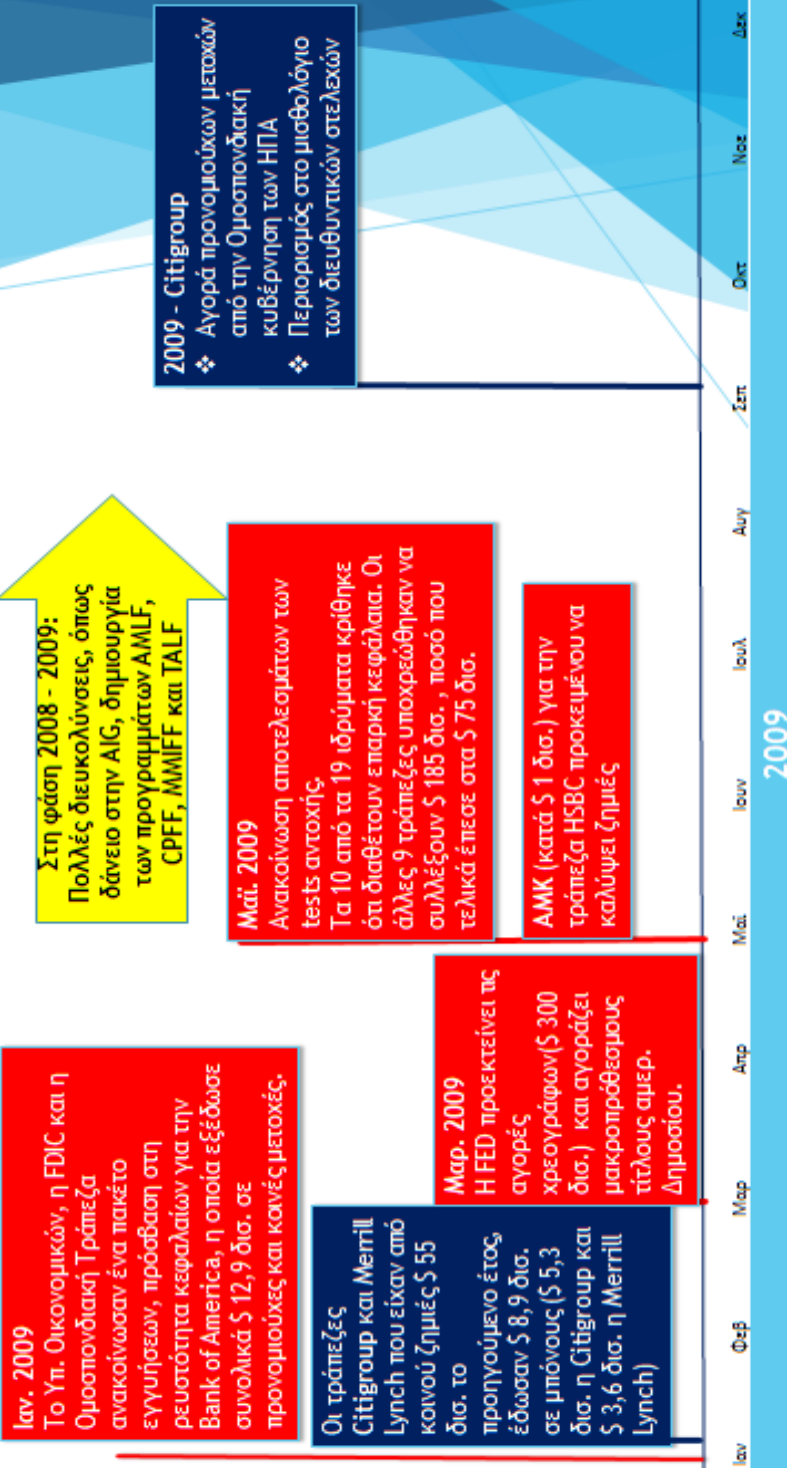 Ιαν. 2009
Το Υπ. Οικονομικών, η FDIC και η
Ομοσπονδιακή Τράπεζα
ανακοίνωσαν ένα πακέτο
εγγυήσεων, πρόσβαση στη
ρευστότητα κεφαλαίων για την
Bank of America, η οποία εξέδωσε
συνολικά $ 12,9 δισ. σε
προνομιούχες και κοινές μετοχές.
Οι τράπεζες
Citigroup και Merrill
Lynch που είχαν από
κοινού ζημιές $ 55
δισ. το
προηγούμενο έτος,
έδωσαν $ 8,9 δισ.
σε μπόνους ($ 5,3
δισ. η Citigroup και
$ 3,6 δισ. η Merrill
Lynch)
Μαρ. 2009
Η FED προεκτείνει τις
αγορές
χρεογράφων($ 300
δισ.) και αγοράζει
μακροπρόθεσμους
τίτλους αμερ.
Δημοσίου.
Στη φάση 2008 - 2009:
Πολλές διευκολύνσεις, όπως
δάνειο στην AIG, δημιουργία
των προγραμμάτων AMLF,
CPFF, MMIFF και TALF
Μαϊ. 2009
Ανακοίνωση αποτελεσμάτων των
tests αντοχής.
Τα 10 από τα 19 ιδρύματα κρίθηκε
ότι διαθέτουν επαρκή κεφάλαια. Οι
άλλες 9 τράπεζες υποχρεώθηκαν να
συλλέξουν $ 185 δισ. , ποσό που
τελικά έπεσε στα $ 75 δισ.
ΑΜΚ (κατά $ 1 δισ.) για την
τράπεζα HSBC προκειμένου να
καλύψει ζημιές
2009 - Citigroup
❖ Αγορά προνομιούχων μετοχών
από την Ομοσπονδιακή
κυβέρνηση των ΗΠΑ
❖ Περιορισμός στο μισθολόγιο
των διευθυντικών στελεχών
Ιαν Φεβ Μαρ Απρ Μαϊ Ιουν Ιουλ Αυγ Σεπ Οκτ Νοε Δεκ
2009